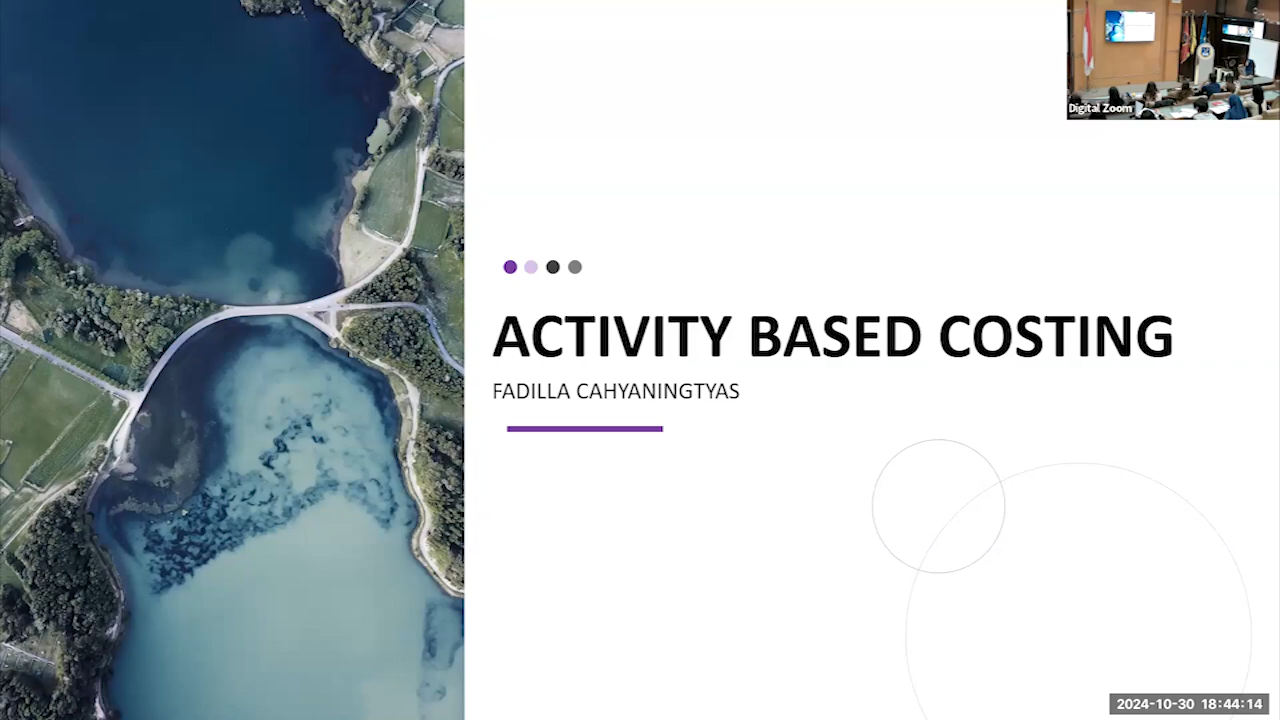 Digital Zoom
ACTIVITY BASED COSTING
FADILLA CAHYANINGTYAS
2024-10-30 18:44:14